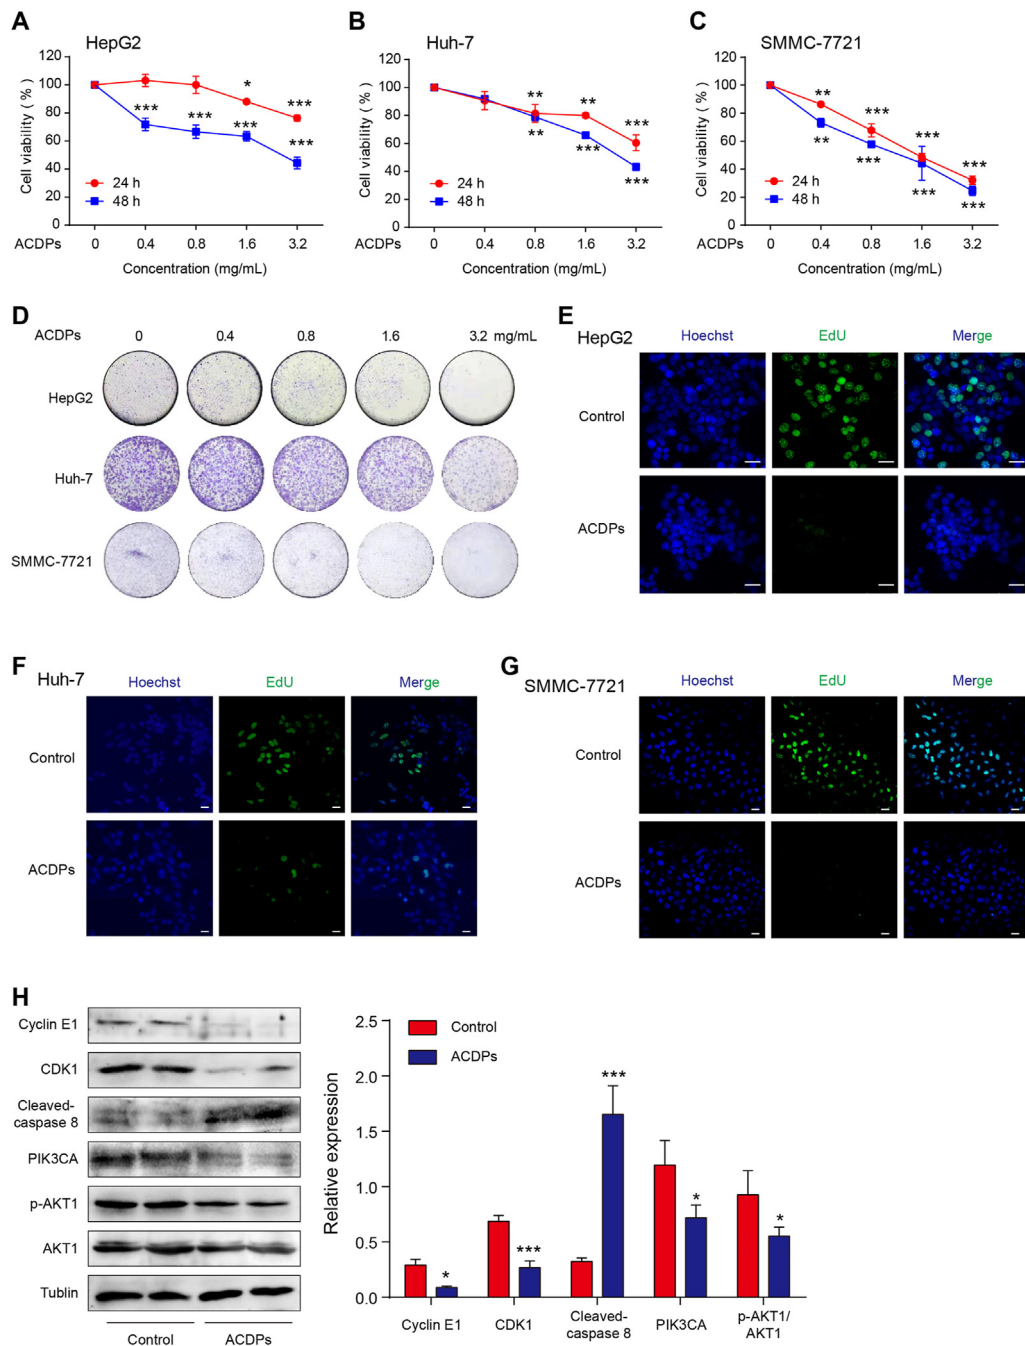 A
HepG2
120
100
80
60
40
20
0
Cell viability (%)
*
***
***
***
***
***
24 h
48 h
ACDPs
0
0.4
0.8
1.6
3.2
Concentration (mg/mL)
B
Huh-7
120
100
80
60
40
20
0
Cell viability (%)
**
**
***
**
***
***
24 h
48 h
ACDPs
0
0.4
0.8
1.6
3.2
Concentration (mg/mL)
C
SMMC-7721
120
100
80
60
40
20
0
Cell viability (%)
**
***
***
***
**
***
***
***
24 h
48 h
ACDPs
0
0.4
0.8
1.6
3.2
Concentration (mg/mL)
D
ACDPs
0
0.4
0.8
1.6
3.2 mg/mL
HepG2
Huh-7
SMMC-7721
E
HepG2
Hoechst
EdU
Merge
Control
ACDPs
F
Huh-7
Hoechst
EdU
Merge
Control
ACDPs
G
SMMC-7721
Hoechst
EdU
Merge
Control
ACDPs
H
Cyclin E1
CDK1
Cleaved-
caspase 8
PIK3CA
p-AKT1
AKT1
Tublin
Control
ACDPs
Relative expression
2.5
2.0
1.5
1.0
0.5
0.0
Control
ACDPs
*
***
***
*
*
Cyclin E1
CDK1
Cleaved-
caspase 8
PIK3CA
p-AKT1/
AKT1